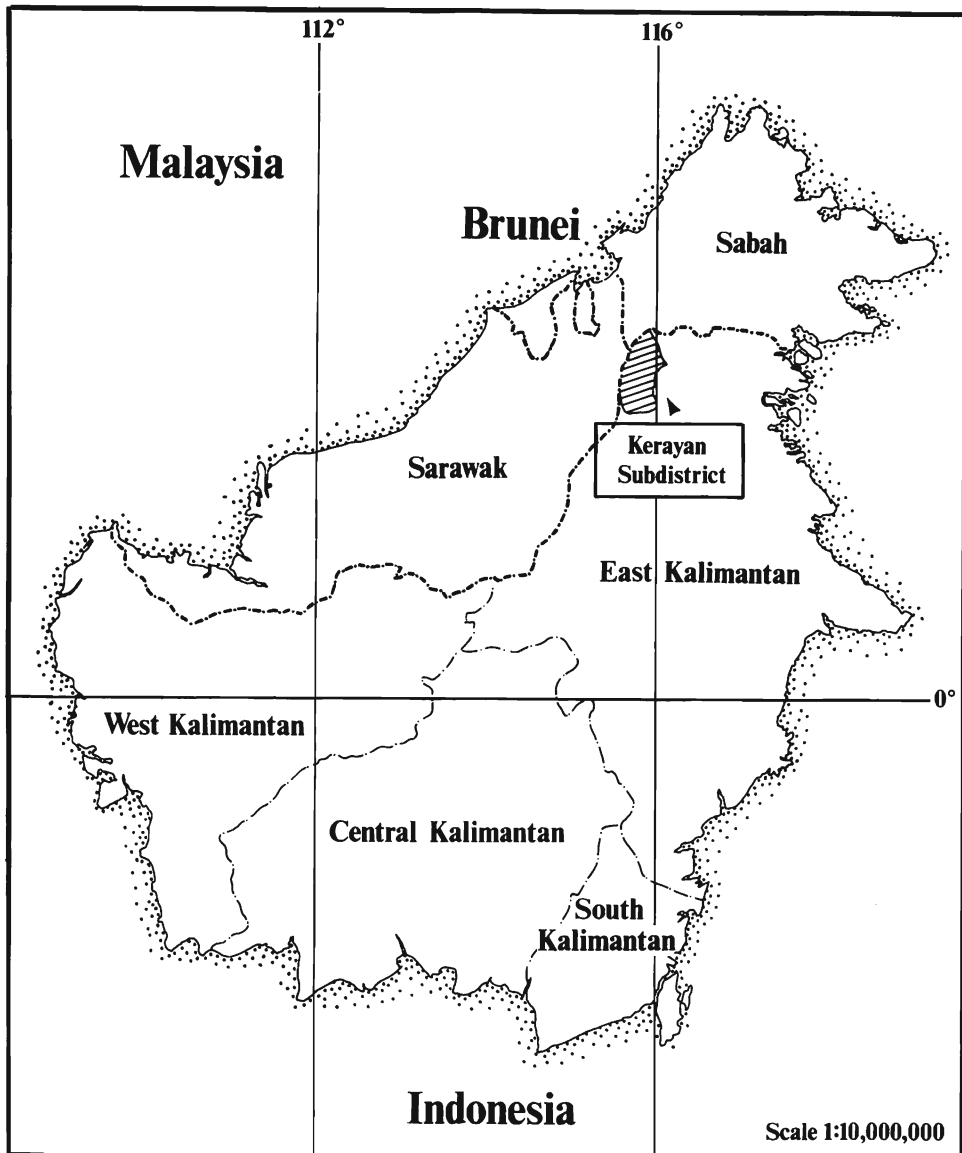 112°
116°
Malaysia
Brunei
Sabah
Kerayan
Subdistrict
Sarawak
East Kalimantan
0°
West Kalimantan
Central Kalimantan
South
Kalimantan
Indonesia
Scale 1:10,000,000